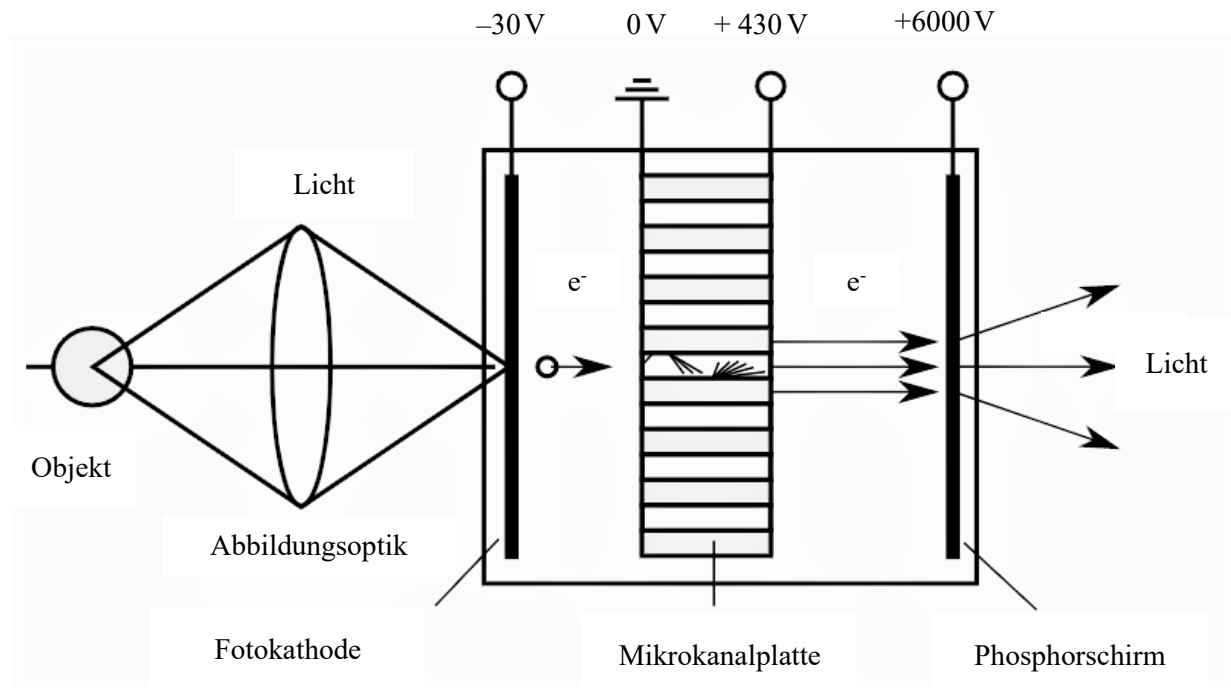 –30 V 0 V + 430 V +6000 V
Licht
e-
e-
Licht
Objekt
Abbildungsoptik
Fotokathode
Mikrokanalplatte
Phosphorschirm